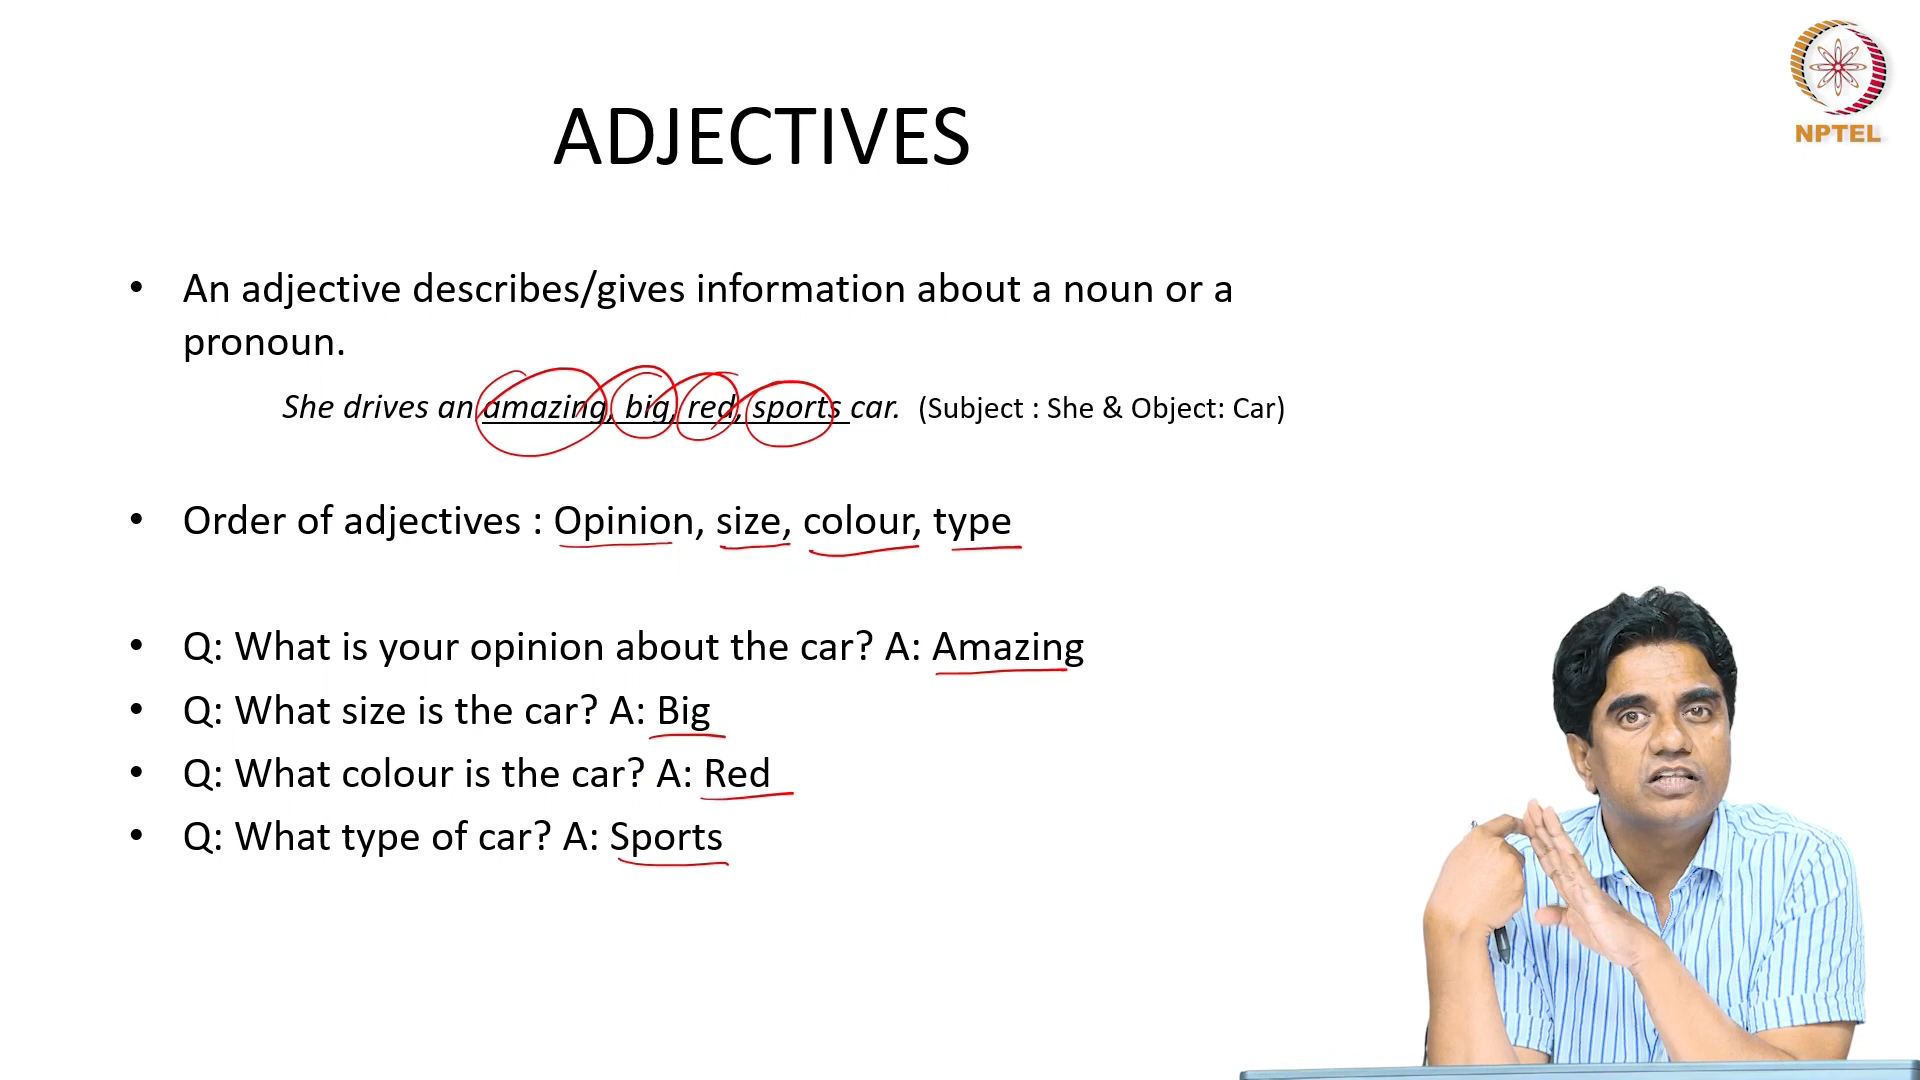 NPTEL
ADJECTIVES
• An adjective describes/gives information about a noun or a
pronoun.
She drives an amazing, big, red, sports car. (Subject : She & Object: Car)
• Order of adjectives : Opinion, size, colour, type
• Q: What is your opinion about the car? A: Amazing
• Q: What size is the car? A: Big
• Q: What colour is the car? A: Red
• Q: What type of car? A: Sports